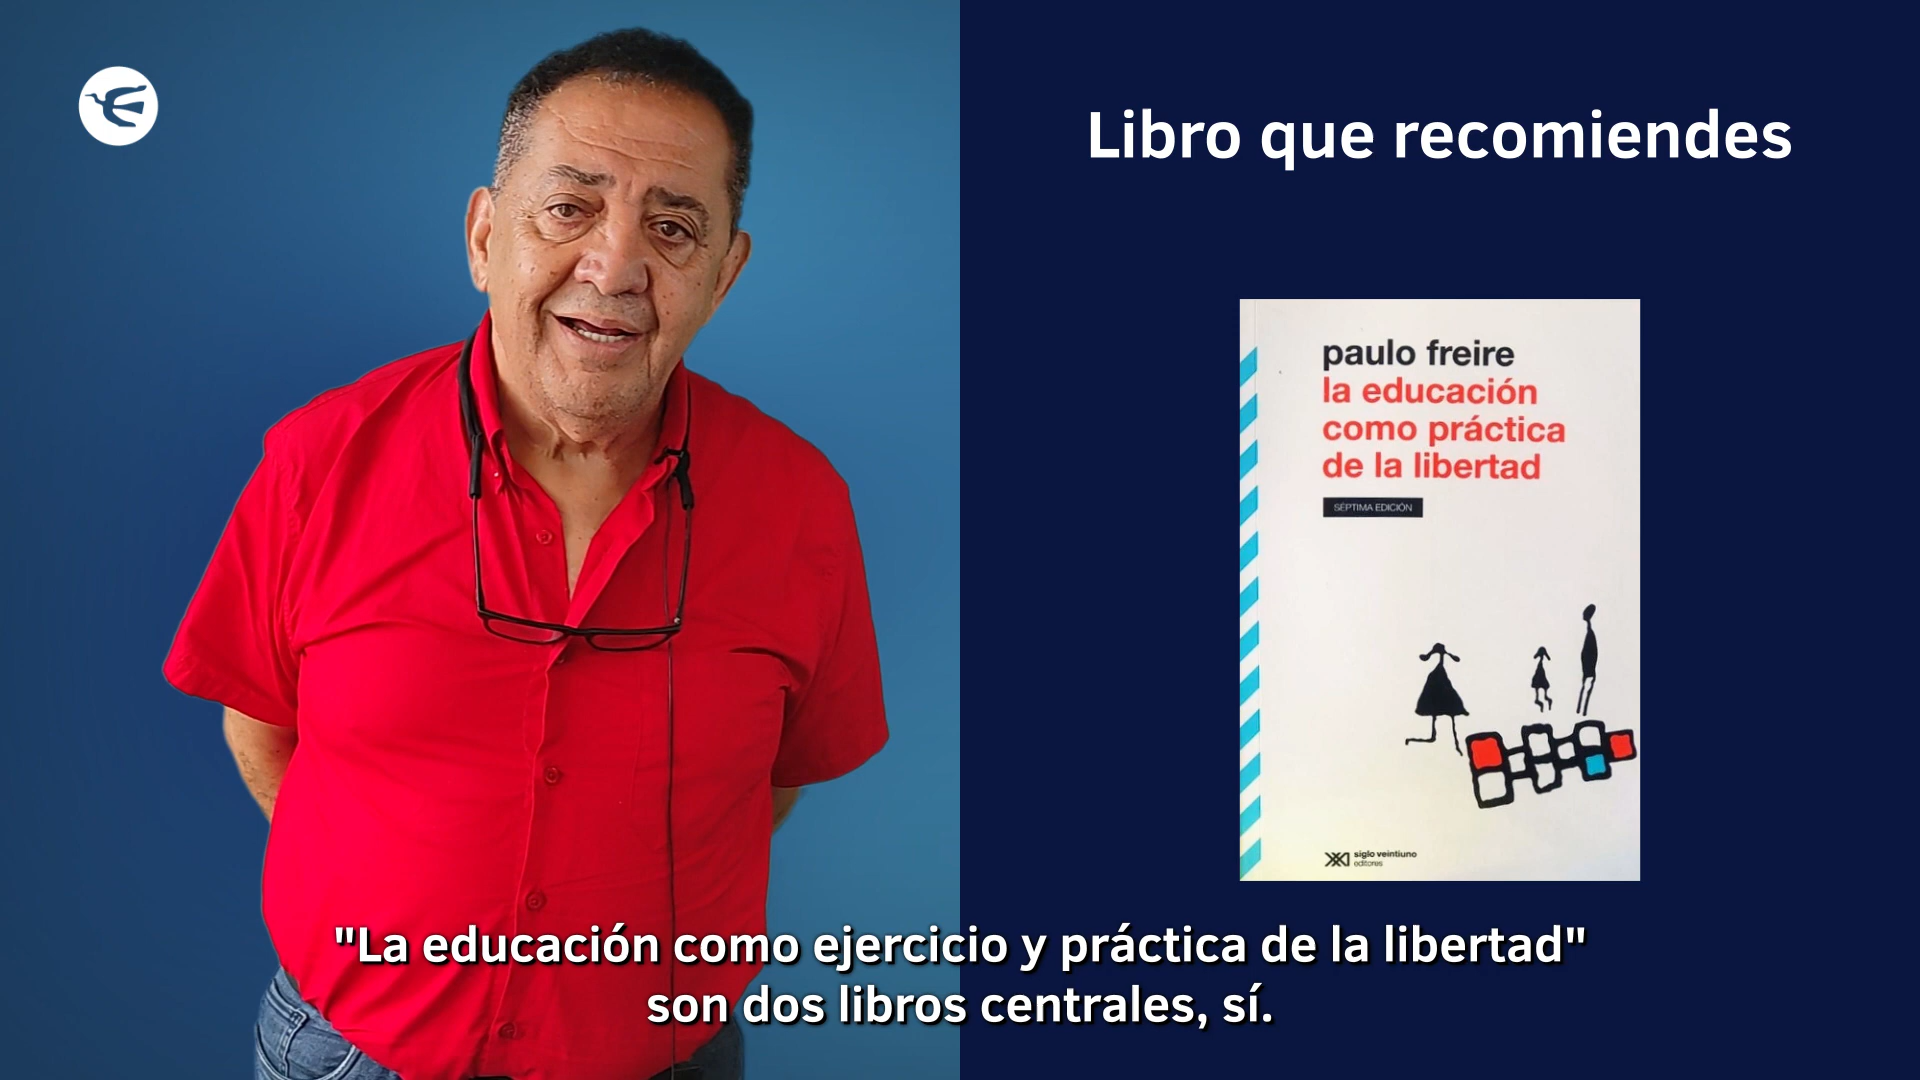 Libro que recomiendes
paulo freire
la educación
como práctica
de la libertad
SÉPTIMA EDICIÓN
siglo veintiuno
editores
"La educación como ejercicio y práctica de la libertad"
son dos libros centrales, sí.